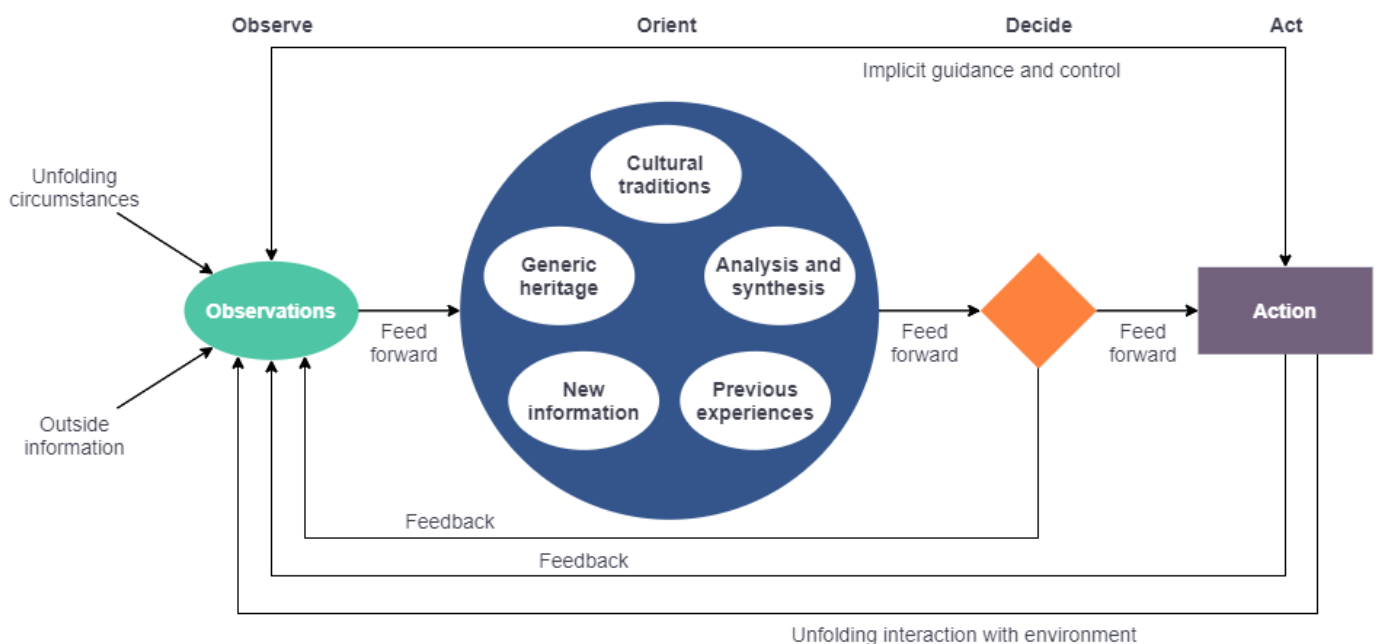 Observe
Orient
Decide
Act
Implicit guidance and control
Unfolding
circumstances
Cultural
traditions
Generic
heritage
Analysis and
synthesis
Observations
Feed
forward
Feed
forward
Feed
forward
Action
New
information
Previous
experiences
Outside
information
Feedback
Feedback
Unfolding interaction with environment